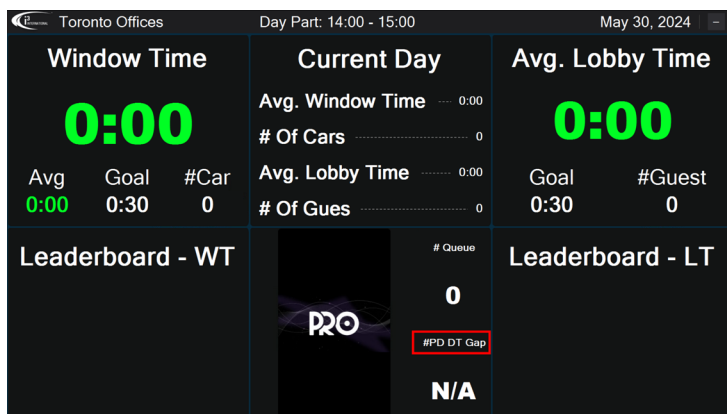 i3 INTERNATIONAL
Toronto Offices
Day Part: 14:00 - 15:00
May 30, 2024
Window Time
0:00
Avg Goal #Car
0:00 0:30 0
Current Day
Avg. Window Time 0:00
# Of Cars 0
Avg. Lobby Time 0:00
# Of Gues 0
Avg. Lobby Time
0:00
Goal #Guest
0:30 0
Leaderboard - WT
PRO
# Queue
0
#PD DT Gap
N/A
Leaderboard - LT